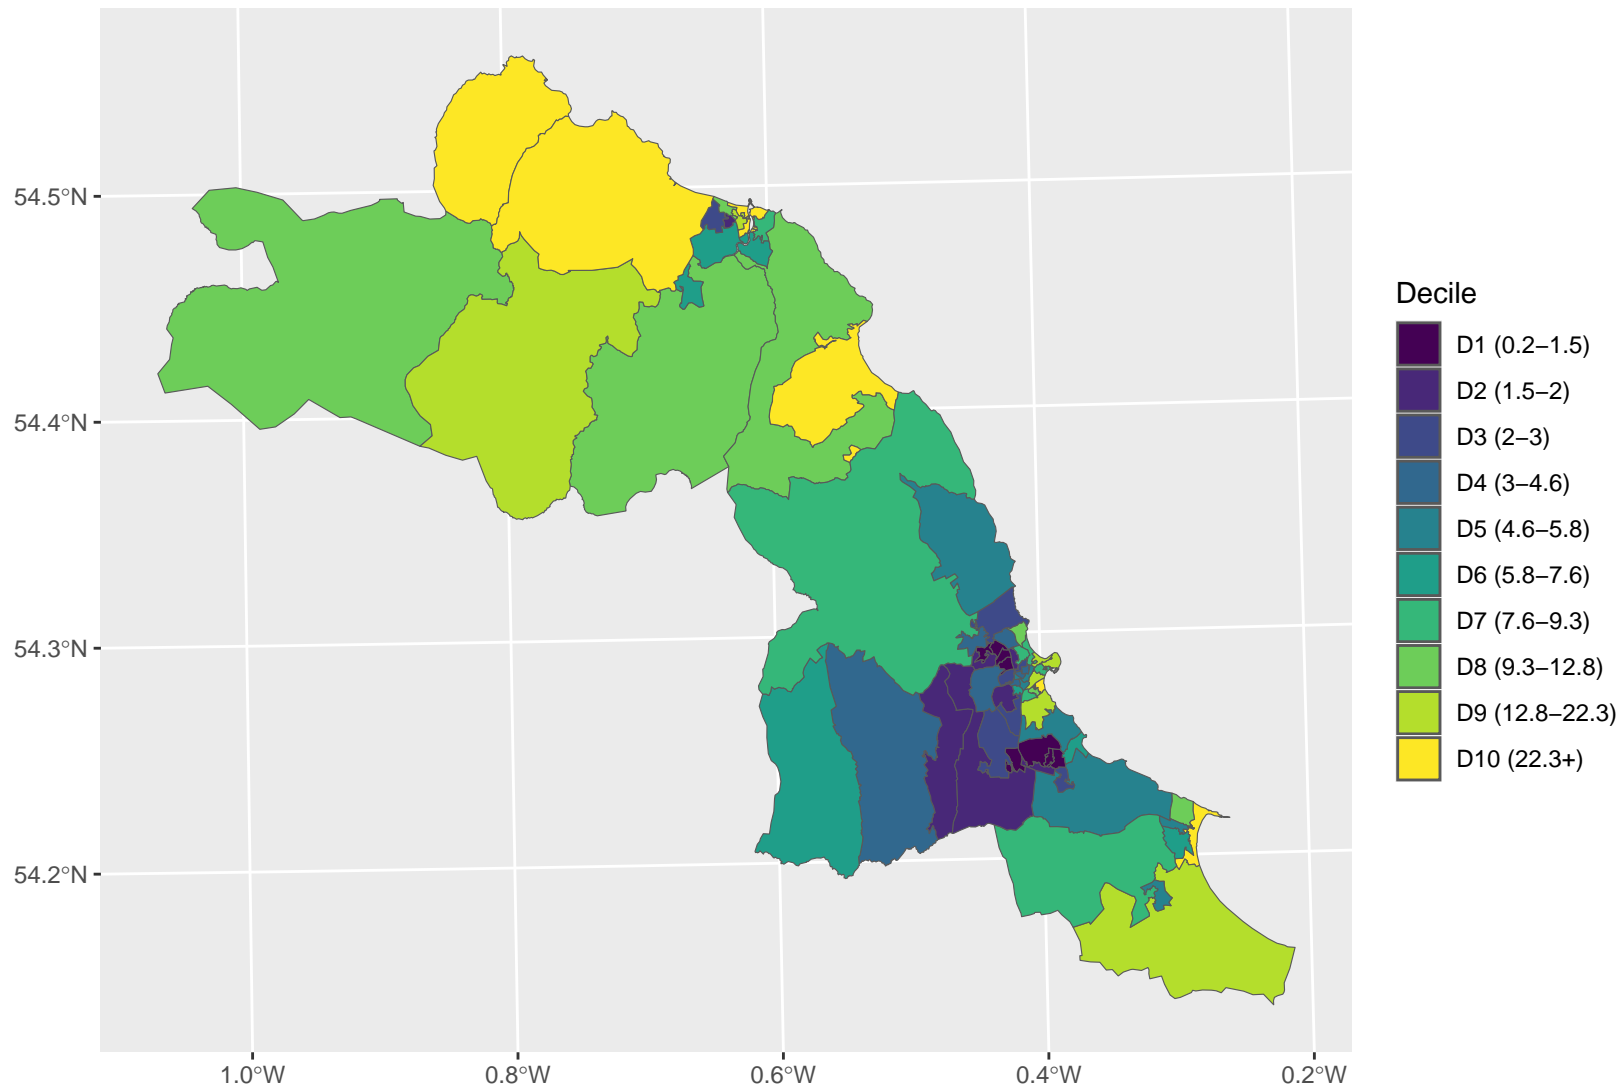 54.5°N
54.4°N
54.3°N
54.2°N
1.0°W
0.8°W
0.6°W
0.4°W
0.2°W
Decile
D1 (0.2–1.5)
D2 (1.5–2)
D3 (2–3)
D4 (3–4.6)
D5 (4.6–5.8)
D6 (5.8–7.6)
D7 (7.6–9.3)
D8 (9.3–12.8)
D9 (12.8–22.3)
D10 (22.3+)